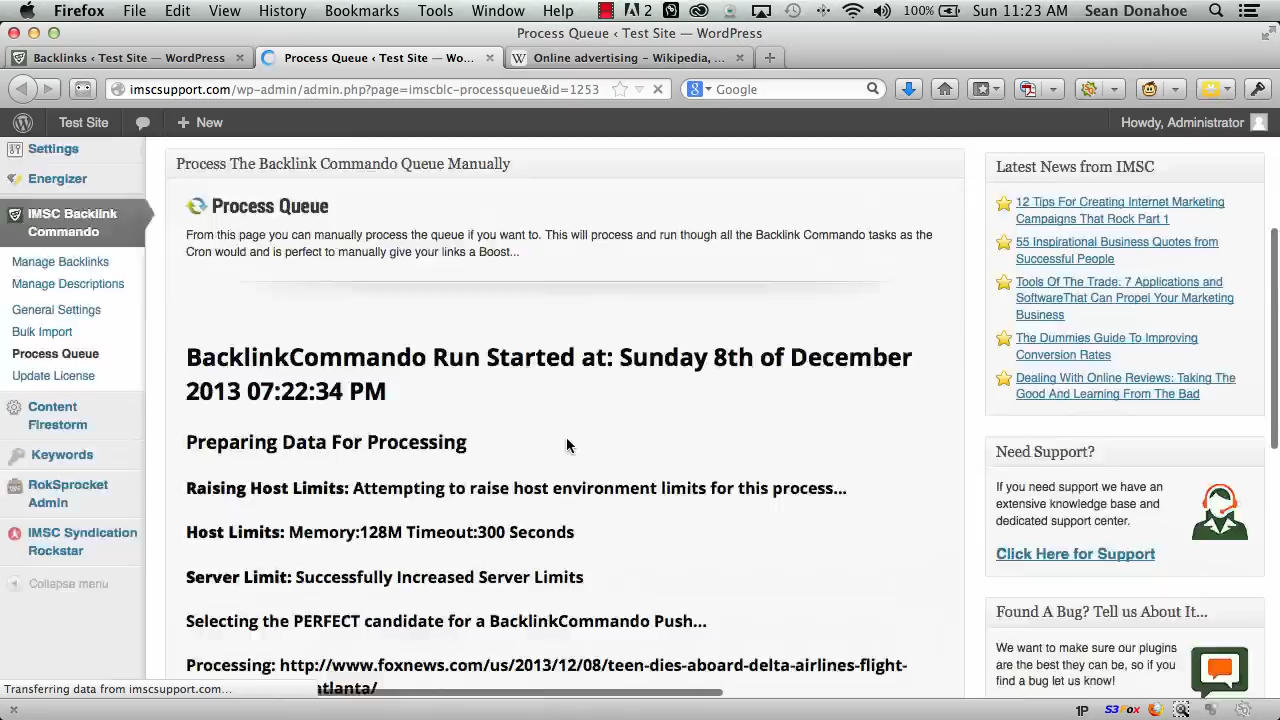 Firefox File Edit View History Bookmarks Tools Window Help 2 100% Sun 11:23 AM Sean Donahoe
Process Queue ‹ Test Site — WordPress
Backlinks ‹ Test Site — WordPress
Process Queue ‹ Test Site — Wo...
Online advertising – Wikipedia, ...
imscsupport.com/wp-admin/admin.php?page=imscblc-processqueue&id=1253
Google
Test Site
New
Howdy, Administrator
Settings
Energizer
IMSC Backlink
Commando
Manage Backlinks
Manage Descriptions
General Settings
Bulk Import
Process Queue
Update License
Content
Firestorm
Keywords
RokSprocket
Admin
IMSC Syndication
Rockstar
Collapse menu
Process The Backlink Commando Queue Manually
Process Queue
From this page you can manually process the queue if you want to. This will process and run though all the Backlink Commando tasks as the
Cron would and is perfect to manually give your links a Boost...
BacklinkCommando Run Started at: Sunday 8th of December
2013 07:22:34 PM
Preparing Data For Processing
Raising Host Limits: Attempting to raise host environment limits for this process...
Host Limits: Memory:128M Timeout:300 Seconds
Server Limit: Successfully Increased Server Limits
Selecting the PERFECT candidate for a BacklinkCommando Push...
Processing: http://www.foxnews.com/us/2013/12/08/teen-dies-aboard-delta-airlines-flight-
atlanta/
Latest News from IMSC
12 Tips For Creating Internet Marketing
Campaigns That Rock Part 1
55 Inspirational Business Quotes from
Successful People
Tools Of The Trade: 7 Applications and
SoftwareThat Can Propel Your Marketing
Business
The Dummies Guide To Improving
Conversion Rates
Dealing With Online Reviews: Taking The
Good And Learning From The Bad
Need Support?
If you need support we have an
extensive knowledge base and
dedicated support center.
Click Here for Support
Found A Bug? Tell us About It...
We want to make sure our plugins
are the best they can be, so if you
find a bug let us know!
Transferring data from imscsupport.com...
1P S3Fox